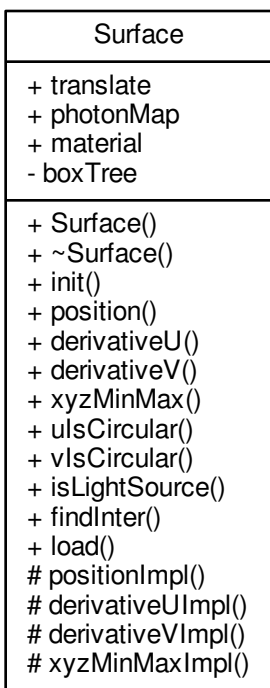 Surface
+ translate
+ photonMap
+ material
- boxTree
+ Surface()
+ ~Surface()
+ init()
+ position()
+ derivativeU()
+ derivativeV()
+ xyzMinMax()
+ uIsCircular()
+ vIsCircular()
+ isLightSource()
+ findInter()
+ load()
# positionImpl()
# derivativeUImpl()
# derivativeVImpl()
# xyzMinMaxImpl()